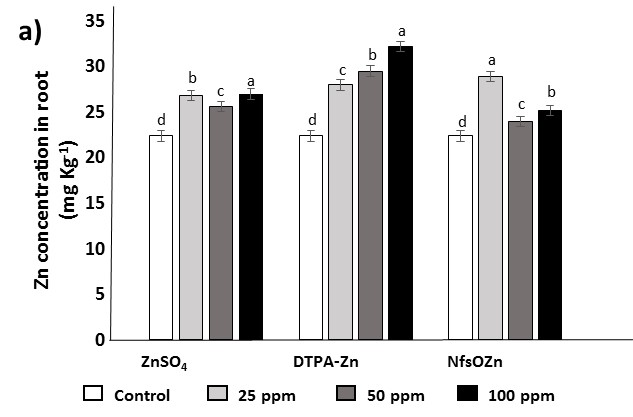 a)
Zn concentration in root
(mg Kg⁻¹)
35
30
25
20
15
10
5
0
d b c a
d c b a
d a c b
ZnSO₄ DTPA-Zn NfsOZn
Control 25 ppm 50 ppm 100 ppm